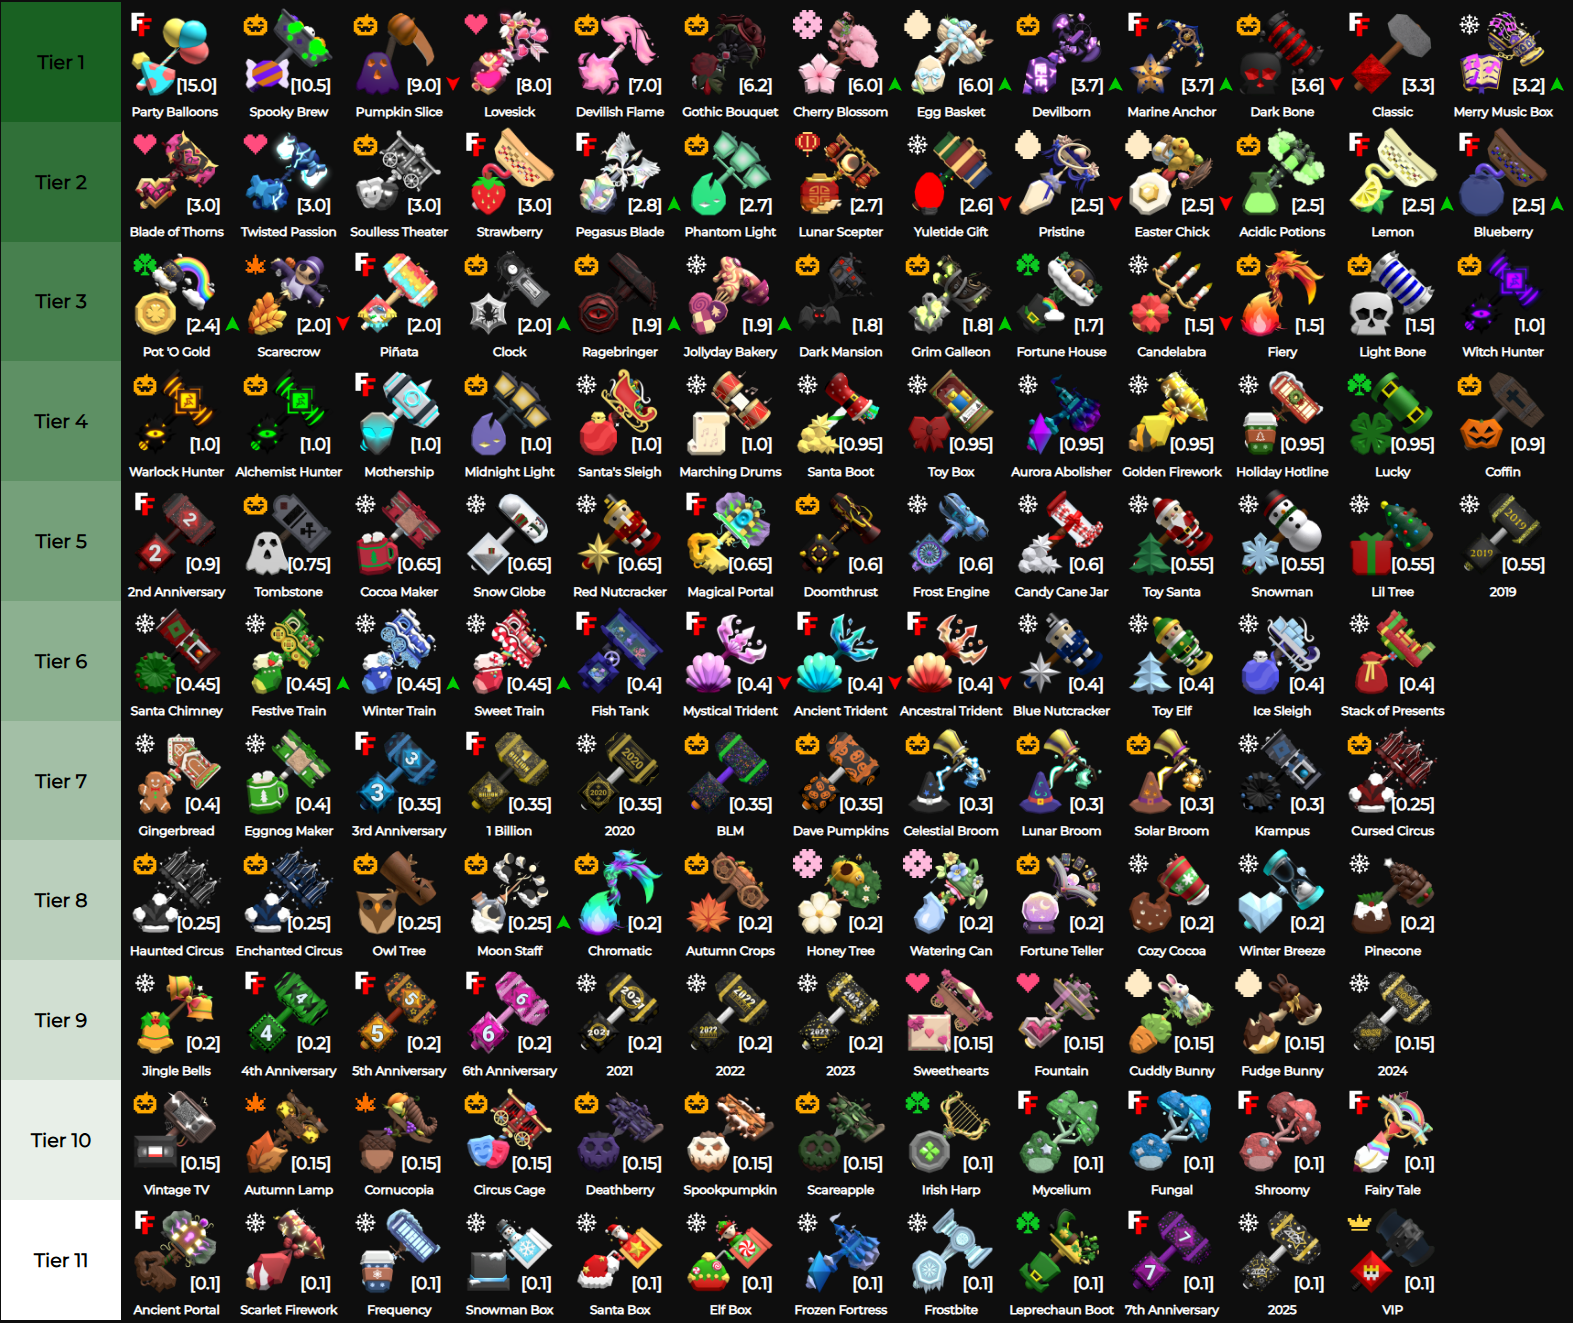 Tier 1
[15.0] [10.5] [9.0] [8.0] [7.0] [6.2] [6.0] [6.0] [3.7] [3.7] [3.6] [3.3] [3.2]
Party Balloons Spooky Brew Pumpkin Slice Lovesick Devilish Flame Gothic Bouquet Cherry Blossom Egg Basket Devilborn Marine Anchor Dark Bone Classic Merry Music Box
Tier 2
[3.0] [3.0] [3.0] [3.0] [2.8] [2.7] [2.7] [2.6] [2.5] [2.5] [2.5] [2.5] [2.5]
Blade of Thorns Twisted Passion Soulless Theater Strawberry Pegasus Blade Phantom Light Lunar Scepter Yuletide Gift Pristine Easter Chick Acidic Potions Lemon Blueberry
Tier 3
[2.4] [2.0] [2.0] [2.0] [1.9] [1.9] [1.8] [1.8] [1.7] [1.5] [1.5] [1.5] [1.0]
Pot 'O Gold Scarecrow Piñata Clock Ragebringer Jollyday Bakery Dark Mansion Grim Galleon Fortune House Candelabra Fiery Light Bone Witch Hunter
Tier 4
[1.0] [1.0] [1.0] [1.0] [1.0] [1.0] [0.95] [0.95] [0.95] [0.95] [0.95] [0.95] [0.9]
Warlock Hunter Alchemist Hunter Mothership Midnight Light Santa's Sleigh Marching Drums Santa Boot Toy Box Aurora Abolisher Golden Firework Holiday Hotline Lucky Coffin
Tier 5
[0.9] [0.75] [0.65] [0.65] [0.65] [0.65] [0.6] [0.6] [0.6] [0.55] [0.55] [0.55] [0.55]
2nd Anniversary Tombstone Cocoa Maker Snow Globe Red Nutcracker Magical Portal Doomthrust Frost Engine Candy Cane Jar Toy Santa Snowman Lil Tree 2019
Tier 6
[0.45] [0.45] [0.45] [0.45] [0.4] [0.4] [0.4] [0.4] [0.4] [0.4] [0.4] [0.4]
Santa Chimney Festive Train Winter Train Sweet Train Fish Tank Mystical Trident Ancient Trident Ancestral Trident Blue Nutcracker Toy Elf Ice Sleigh Stack of Presents
Tier 7
[0.4] [0.4] [0.35] [0.35] [0.35] [0.35] [0.35] [0.3] [0.3] [0.3] [0.3] [0.25]
Gingerbread Eggnog Maker 3rd Anniversary 1 Billion 2020 BLM Dave Pumpkins Celestial Broom Lunar Broom Solar Broom Krampus Cursed Circus
Tier 8
[0.25] [0.25] [0.25] [0.25] [0.2] [0.2] [0.2] [0.2] [0.2] [0.2] [0.2] [0.2]
Haunted Circus Enchanted Circus Owl Tree Moon Staff Chromatic Autumn Crops Honey Tree Watering Can Fortune Teller Cozy Cocoa Winter Breeze Pinecone
Tier 9
[0.2] [0.2] [0.2] [0.2] [0.2] [0.2] [0.2] [0.15] [0.15] [0.15] [0.15] [0.15]
Jingle Bells 4th Anniversary 5th Anniversary 6th Anniversary 2021 2022 2023 Sweethearts Fountain Cuddly Bunny Fudge Bunny 2024
Tier 10
[0.15] [0.15] [0.15] [0.15] [0.15] [0.15] [0.15] [0.1] [0.1] [0.1] [0.1] [0.1]
Vintage TV Autumn Lamp Cornucopia Circus Cage Deathberry Spookpumpkin Scareapple Irish Harp Mycelium Fungal Shroomy Fairy Tale
Tier 11
[0.1] [0.1] [0.1] [0.1] [0.1] [0.1] [0.1] [0.1] [0.1] [0.1] [0.1] [0.1]
Ancient Portal Scarlet Firework Frequency Snowman Box Santa Box Elf Box Frozen Fortress Frostbite Leprechaun Boot 7th Anniversary 2025 VIP